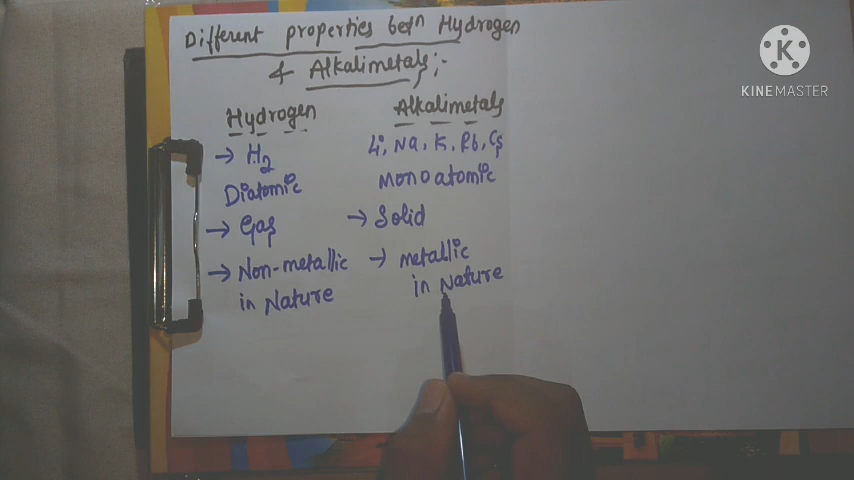 Different properties betn Hydrogen
& Alkalimetals:-
Hydrogen Alkalimetals
→ H2 Li, Na, K, Rb, Cs
Diatomic Monoatomic
→ Gas → Solid
→ Non-metallic → metallic
in Nature in Nature
K
KINEMASTER